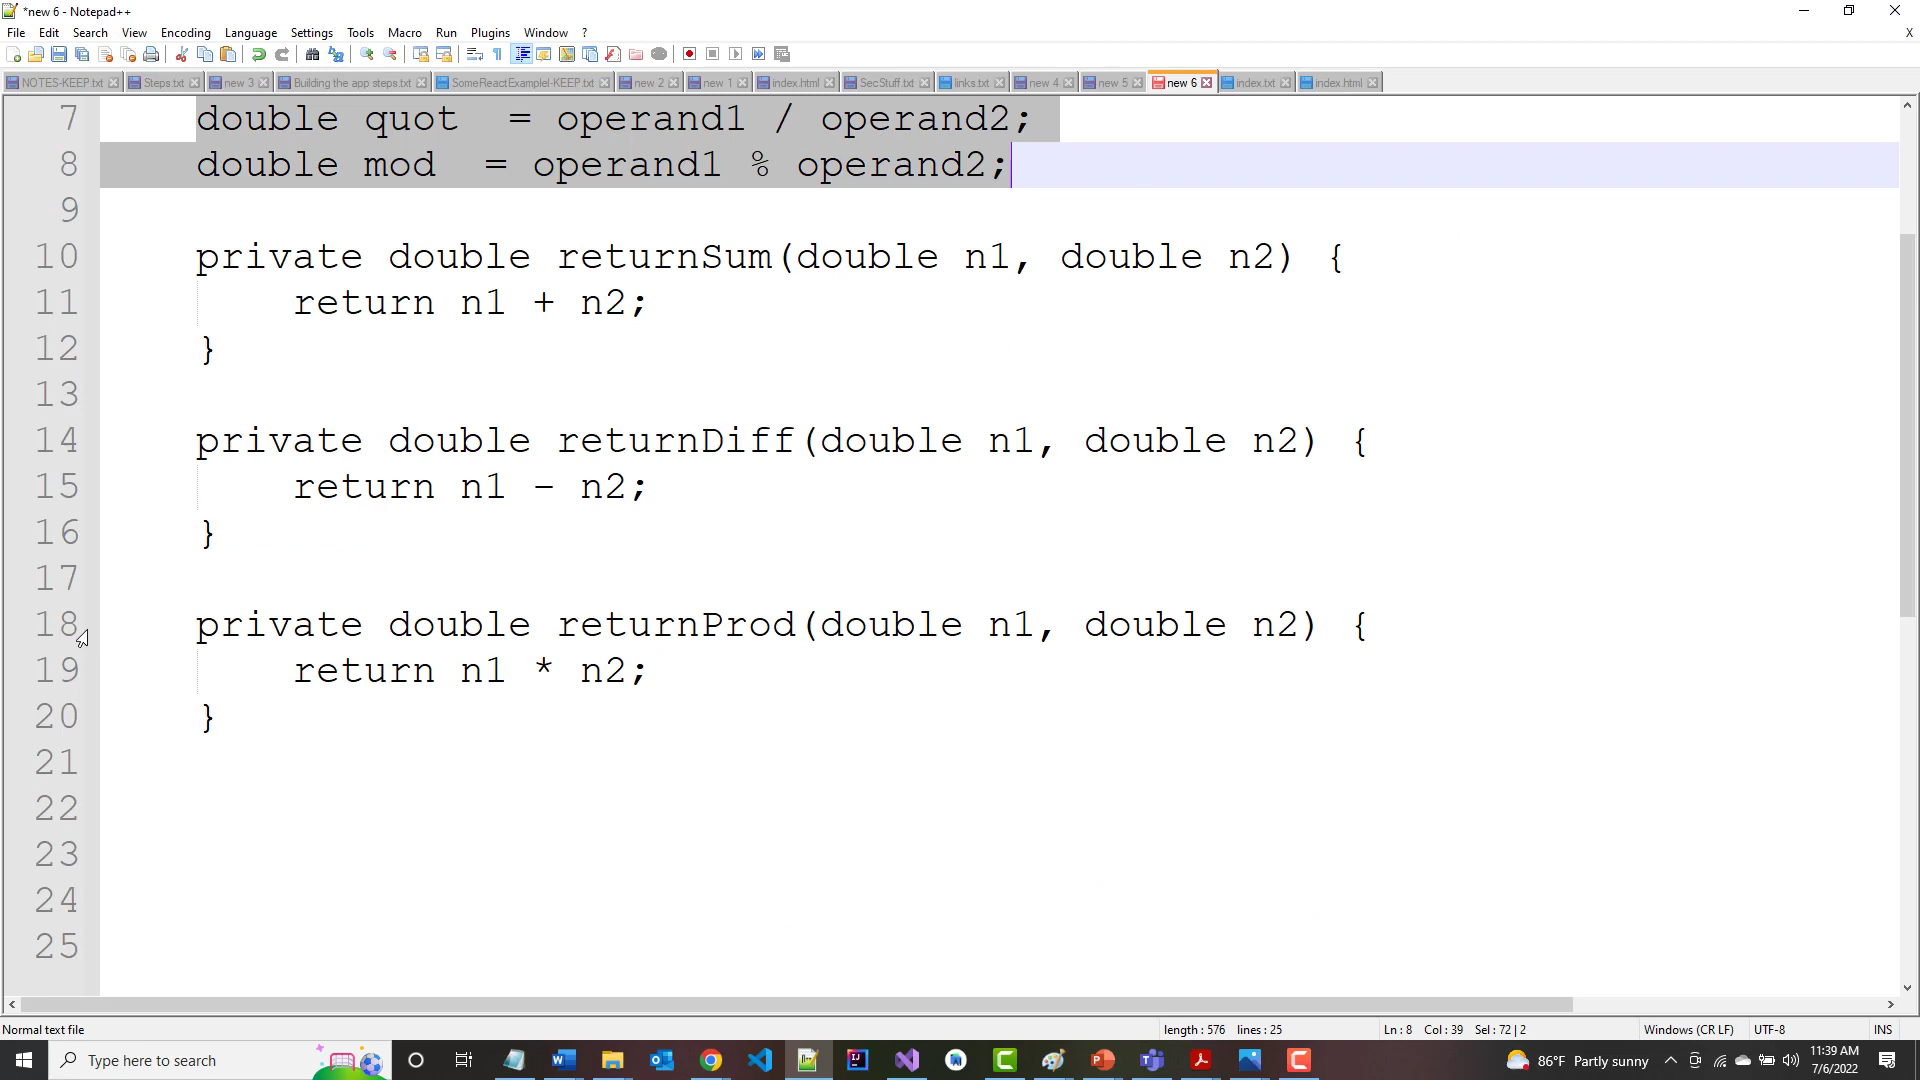 *new 6 - Notepad++
File Edit Search View Encoding Language Settings Tools Macro Run Plugins Window ? X
NOTES-KEEP.txt Steps.txt new 3 Building the app steps.txt SomeReactExamplel-KEEP.txt new 2 new 1 index.html SecStuff.txt links.txt new 4 new 5 new 6 index.txt index.html
7 double quot = operand1 / operand2;
8 double mod = operand1 % operand2;
9
10 private double returnSum(double n1, double n2) {
11 return n1 + n2;
12 }
13
14 private double returnDiff(double n1, double n2) {
15 return n1 - n2;
16 }
17
18 private double returnProd(double n1, double n2) {
19 return n1 * n2;
20 }
21
22
23
24
25
Normal text file length : 576 lines : 25 Ln : 8 Col : 39 Sel : 72 | 2 Windows (CR LF) UTF-8 INS
Type here to search 86°F Partly sunny 11:39 AM
7/6/2022